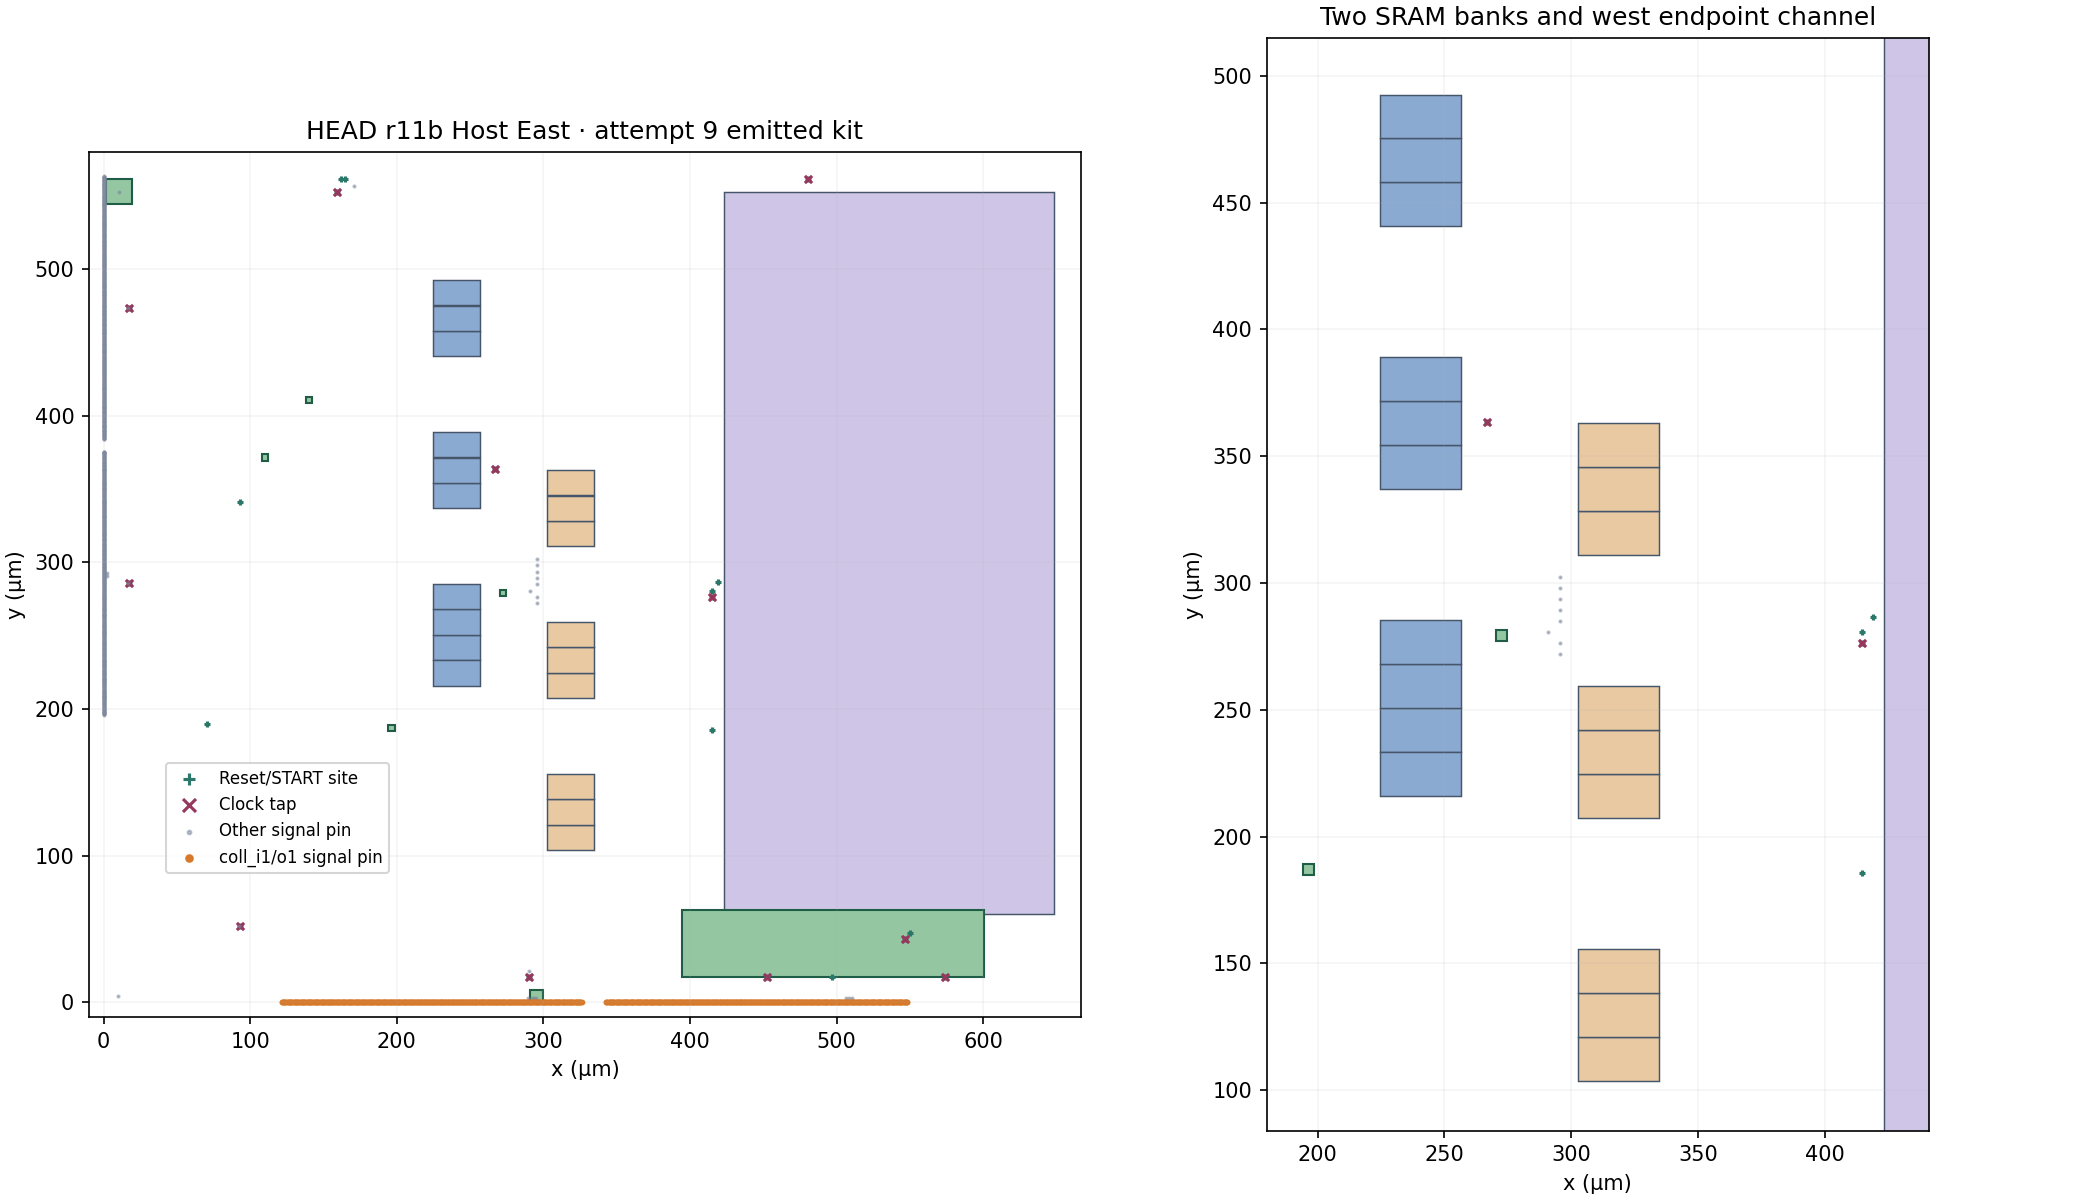 HEAD r11b Host East · attempt 9 emitted kit
500
400
300
200
100
0
y (µm)
Reset/START site
Clock tap
Other signal pin
coll_i1/o1 signal pin
0 100 200 300 400 500 600
x (µm)
Two SRAM banks and west endpoint channel
500
450
400
350
300
250
200
150
100
y (µm)
200 250 300 350 400
x (µm)